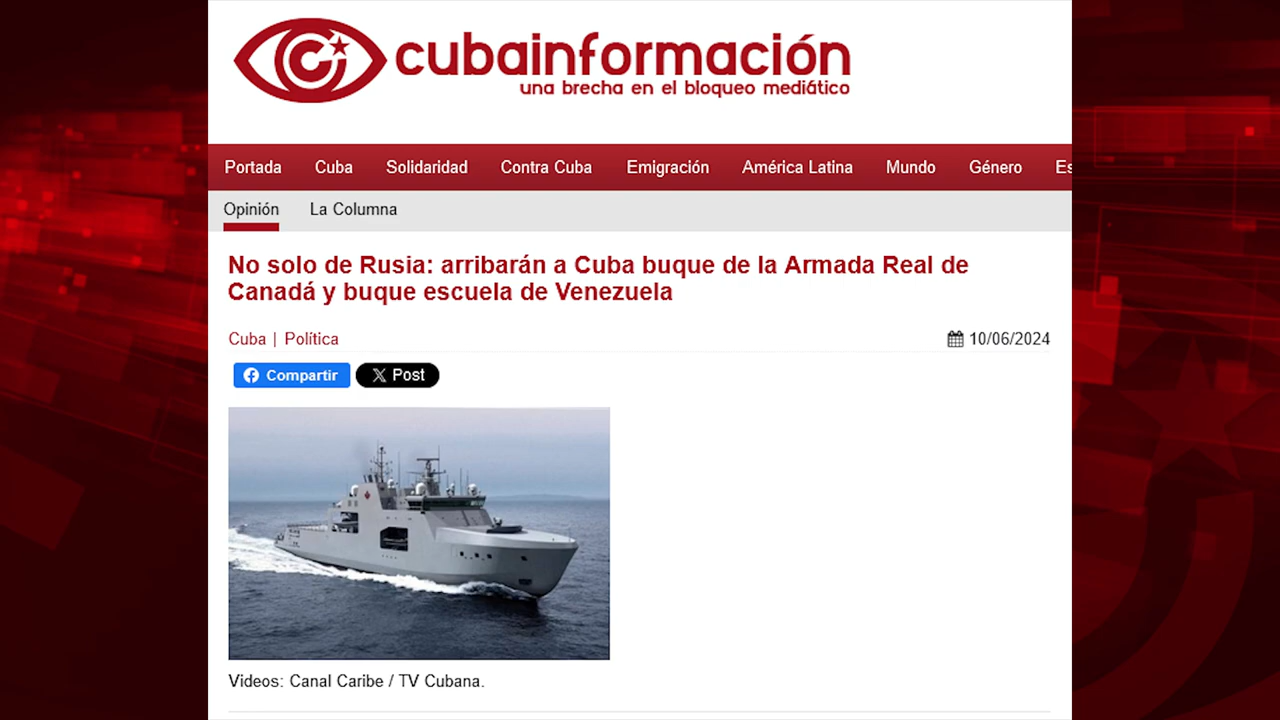 cubainformación
una brecha en el bloqueo mediático
Portada Cuba Solidaridad Contra Cuba Emigración América Latina Mundo Género Es
Opinión La Columna
No solo de Rusia: arribarán a Cuba buque de la Armada Real de
Canadá y buque escuela de Venezuela
Cuba | Política 10/06/2024
Compartir Post
Videos: Canal Caribe / TV Cubana.